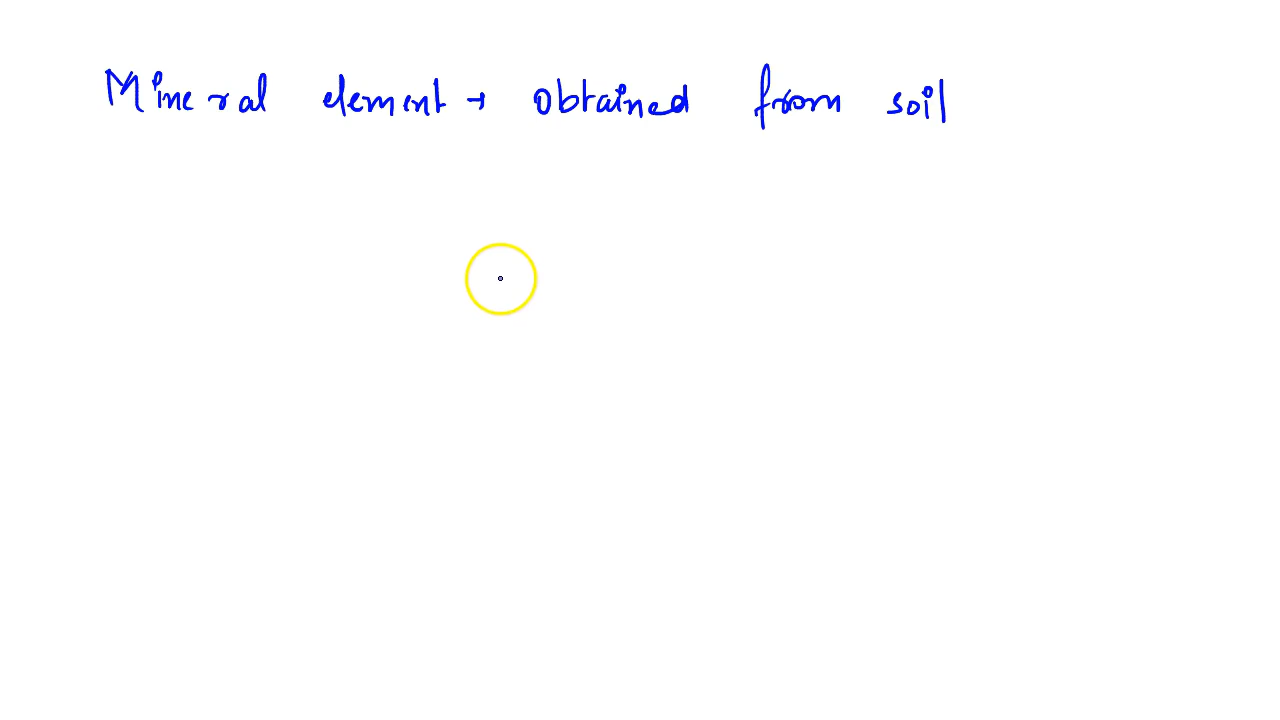 Mineral element → obtained from soil